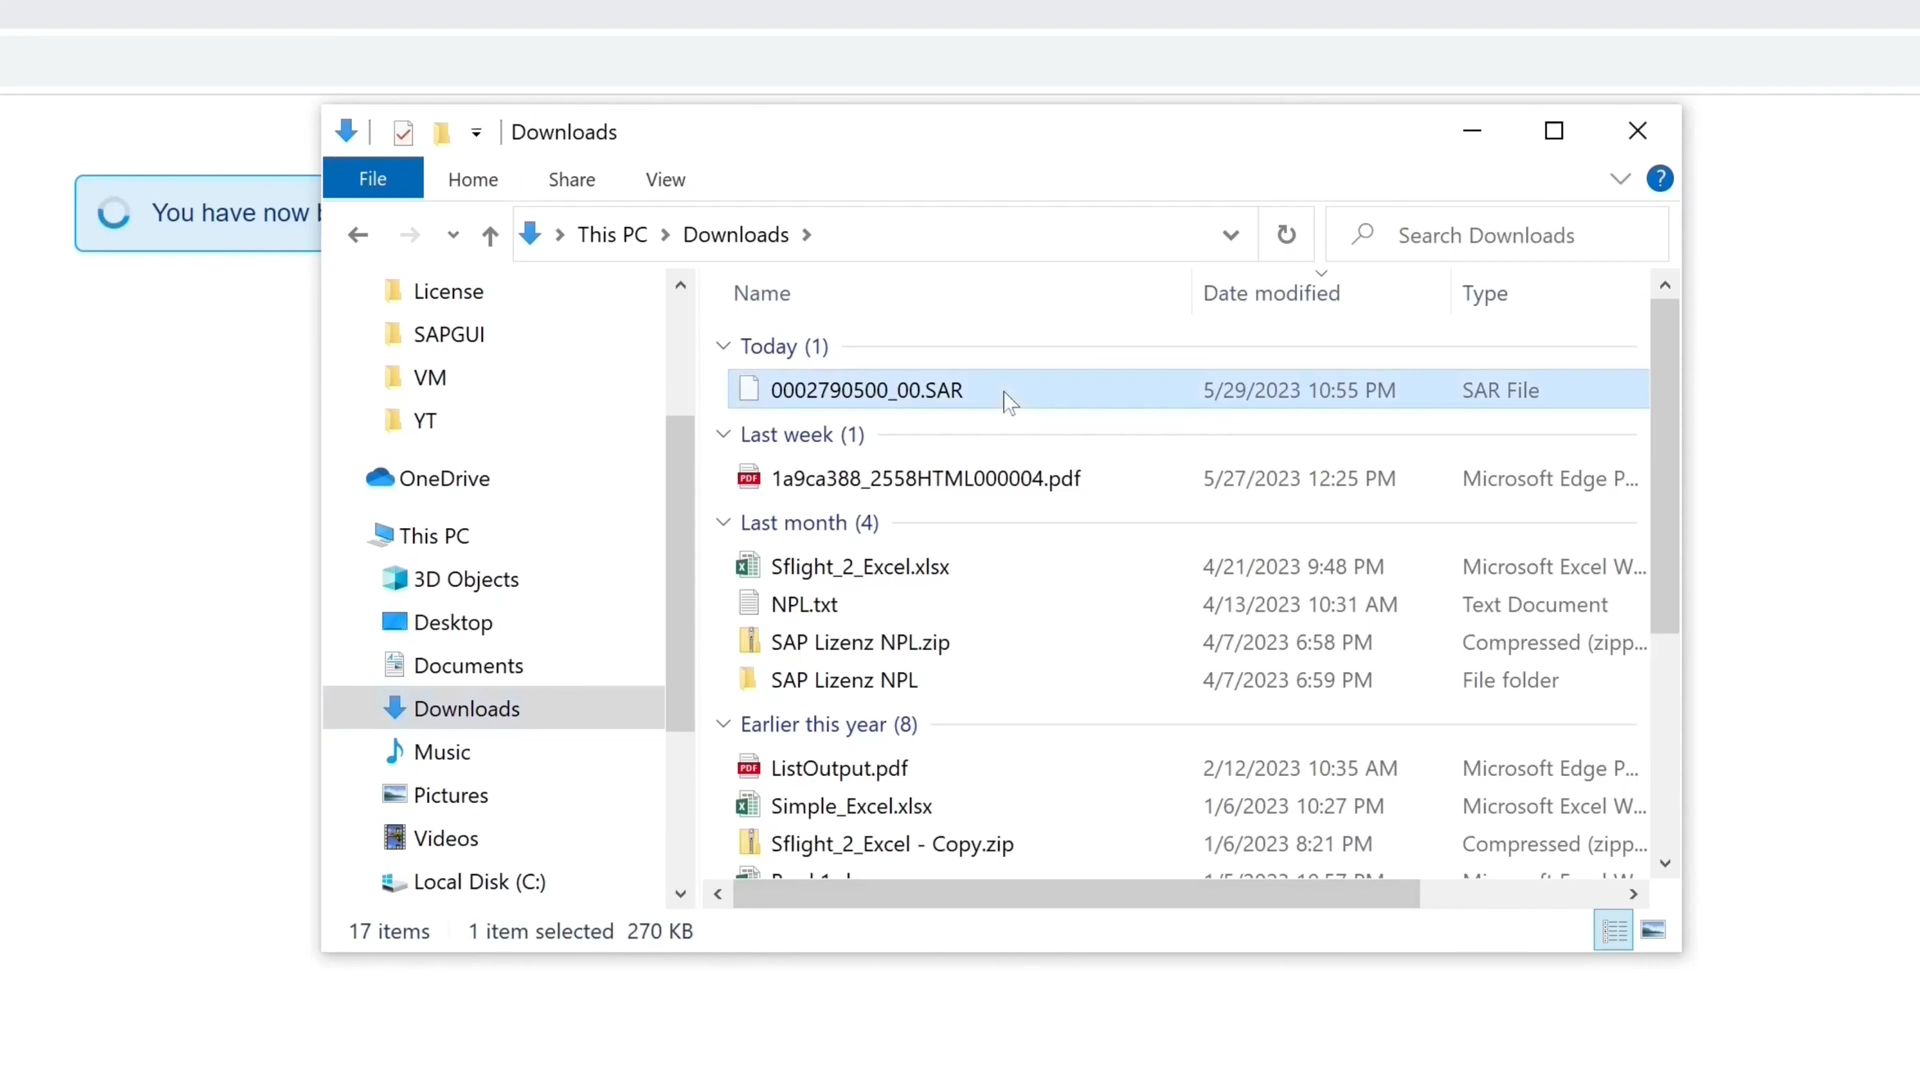 Downloads
File Home Share View
You have now
This PC Downloads
Search Downloads
License
SAPGUI
VM
YT
OneDrive
This PC
3D Objects
Desktop
Documents
Downloads
Music
Pictures
Videos
Local Disk (C:)
Name Date modified Type
Today (1)
0002790500_00.SAR 5/29/2023 10:55 PM SAR File
Last week (1)
1a9ca388_2558HTML000004.pdf 5/27/2023 12:25 PM Microsoft Edge P...
Last month (4)
Sflight_2_Excel.xlsx 4/21/2023 9:48 PM Microsoft Excel W...
NPL.txt 4/13/2023 10:31 AM Text Document
SAP Lizenz NPL.zip 4/7/2023 6:58 PM Compressed (zipp...
SAP Lizenz NPL 4/7/2023 6:59 PM File folder
Earlier this year (8)
ListOutput.pdf 2/12/2023 10:35 AM Microsoft Edge P...
Simple_Excel.xlsx 1/6/2023 10:27 PM Microsoft Excel W...
Sflight_2_Excel - Copy.zip 1/6/2023 8:21 PM Compressed (zipp...
17 items 1 item selected 270 KB